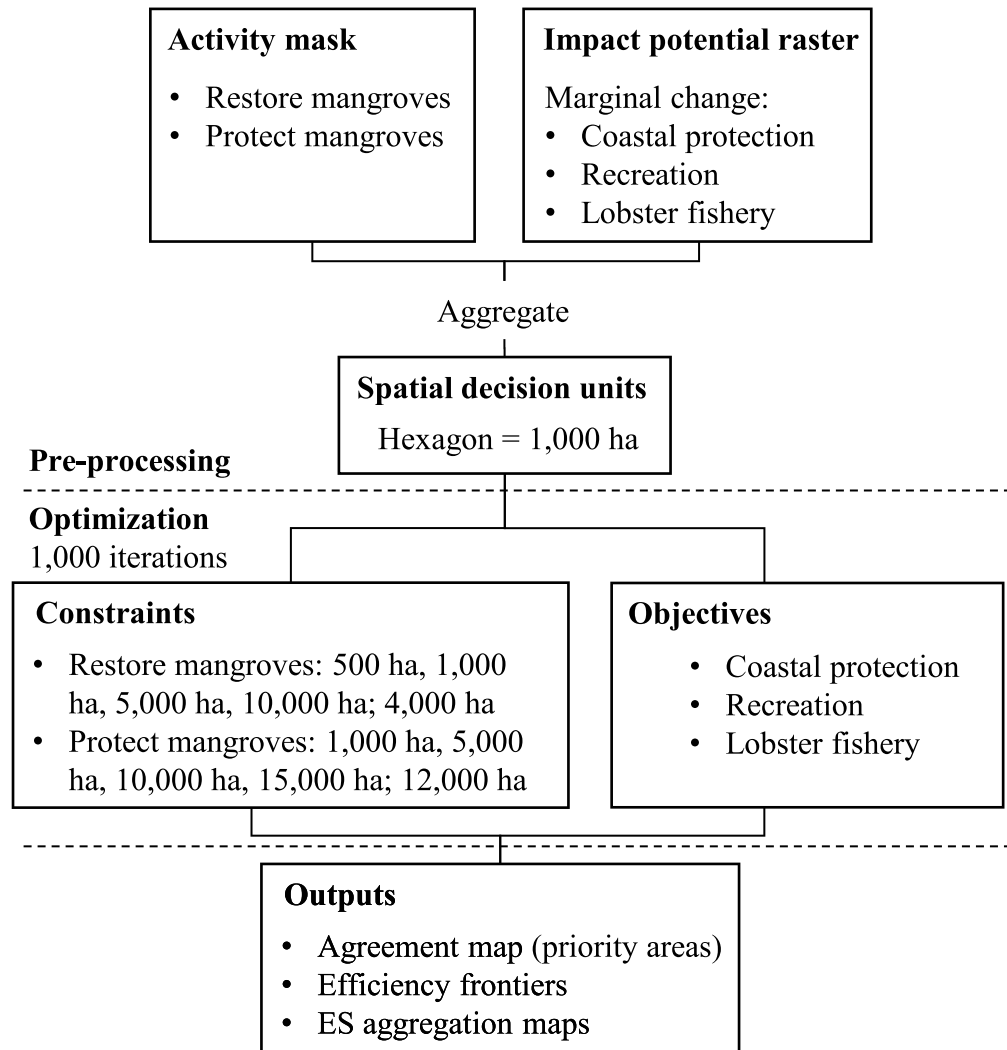 Activity mask
• Restore mangroves
• Protect mangroves
Impact potential raster
Marginal change:
• Coastal protection
• Recreation
• Lobster fishery
Aggregate
Spatial decision units
Hexagon = 1,000 ha
Pre-processing
Optimization
1,000 iterations
Constraints
• Restore mangroves: 500 ha, 1,000
ha, 5,000 ha, 10,000 ha; 4,000 ha
• Protect mangroves: 1,000 ha, 5,000
ha, 10,000 ha, 15,000 ha; 12,000 ha
Objectives
• Coastal protection
• Recreation
• Lobster fishery
Outputs
• Agreement map (priority areas)
• Efficiency frontiers
• ES aggregation maps